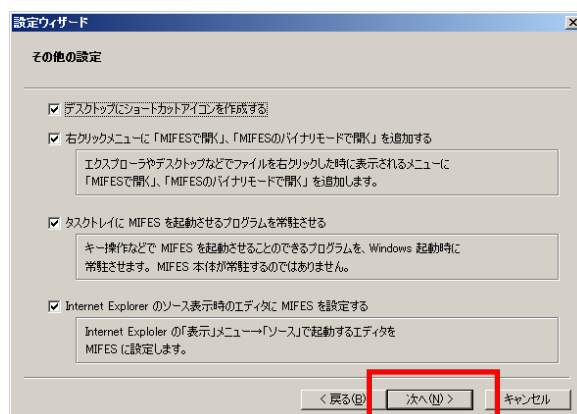 設定ウィザード
その他の設定
デスクトップにショートカットアイコンを作成する
右クリックメニューに「MIFESで開く」、「MIFESのバイナリモードで開く」を追加する
エクスプローラやデスクトップなどでファイルを右クリックした時に表示されるメニューに
「MIFESで開く」、「MIFESのバイナリモードで開く」を追加します。
タスクトレイに MIFES を起動させるプログラムを常駐させる
キー操作などで MIFES を起動させることのできるプログラムを、Windows 起動時に
常駐させます。MIFES 本体が常駐するのではありません。
Internet Explorer のソース表示時のエディタに MIFES を設定する
Internet Exploler の「表示」メニュー→「ソース」で起動するエディタを
MIFES に設定します。
< 戻る(B) 次へ(N) > キャンセル